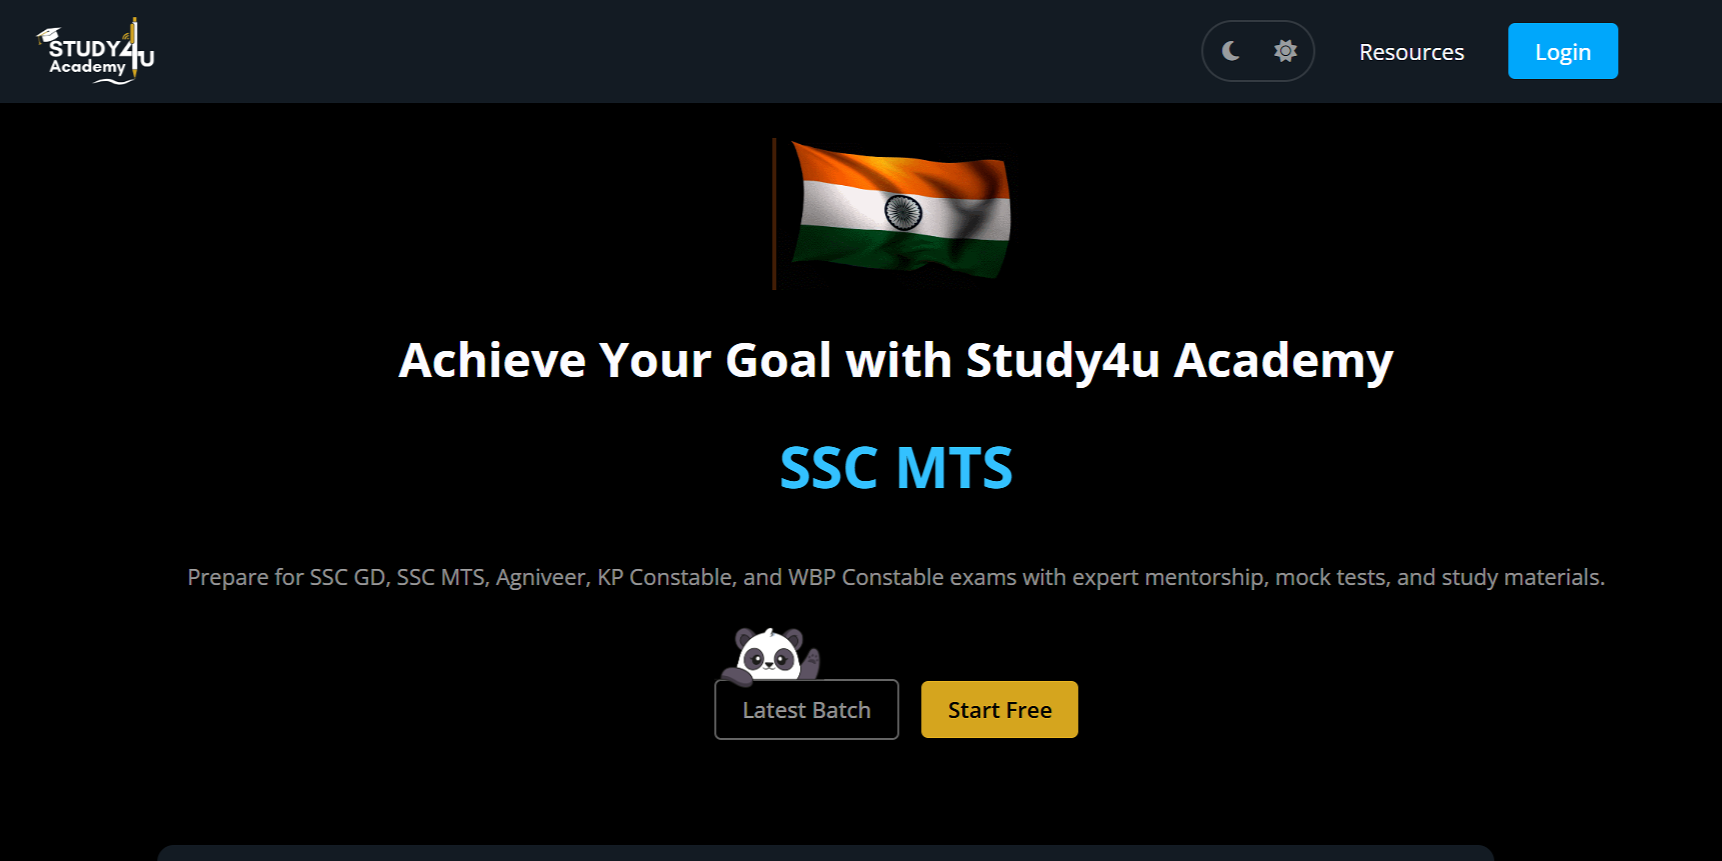 STUDY4U
Academy
Resources
Login
Achieve Your Goal with Study4u Academy
SSC MTS
Prepare for SSC GD, SSC MTS, Agniveer, KP Constable, and WBP Constable exams with expert mentorship, mock tests, and study materials.
Latest Batch
Start Free